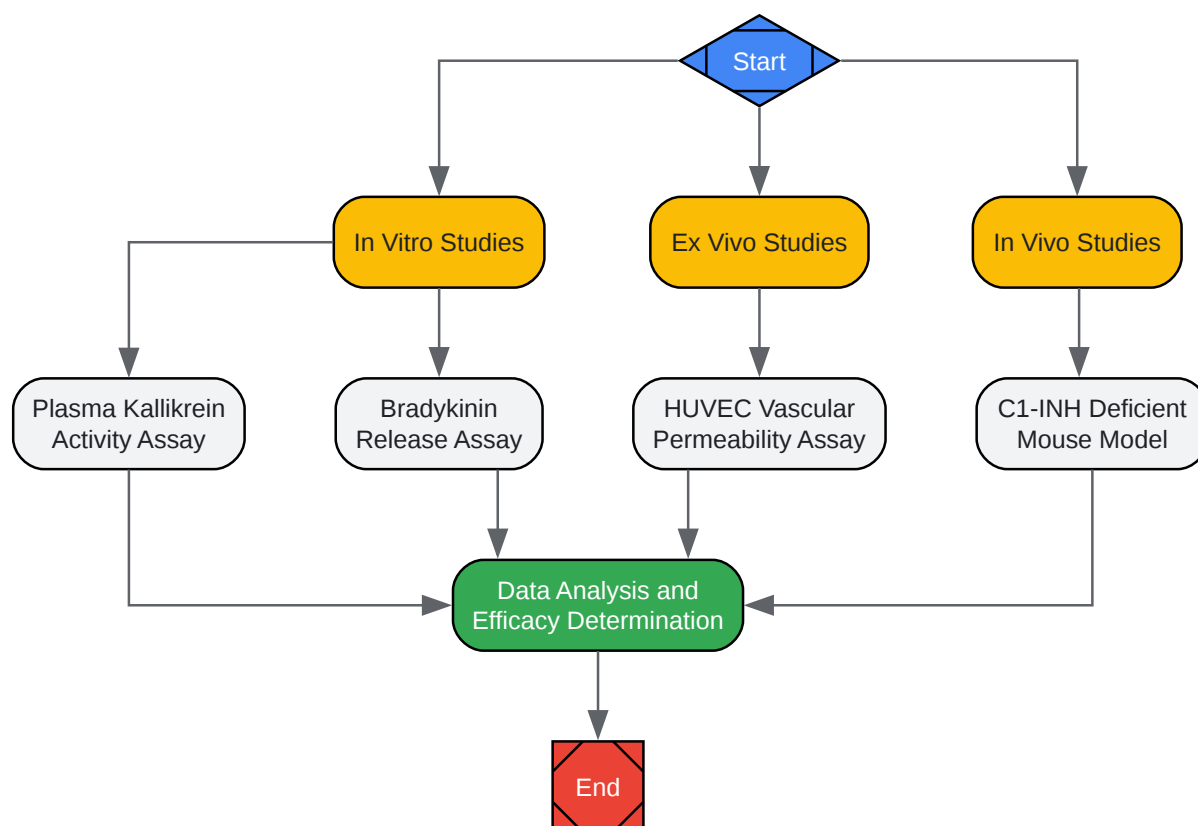 Start
In Vitro Studies
Ex Vivo Studies
In Vivo Studies
Plasma Kallikrein
Activity Assay
Bradykinin
Release Assay
HUVEC Vascular
Permeability Assay
C1-INH Deficient
Mouse Model
Data Analysis and
Efficacy Determination
End